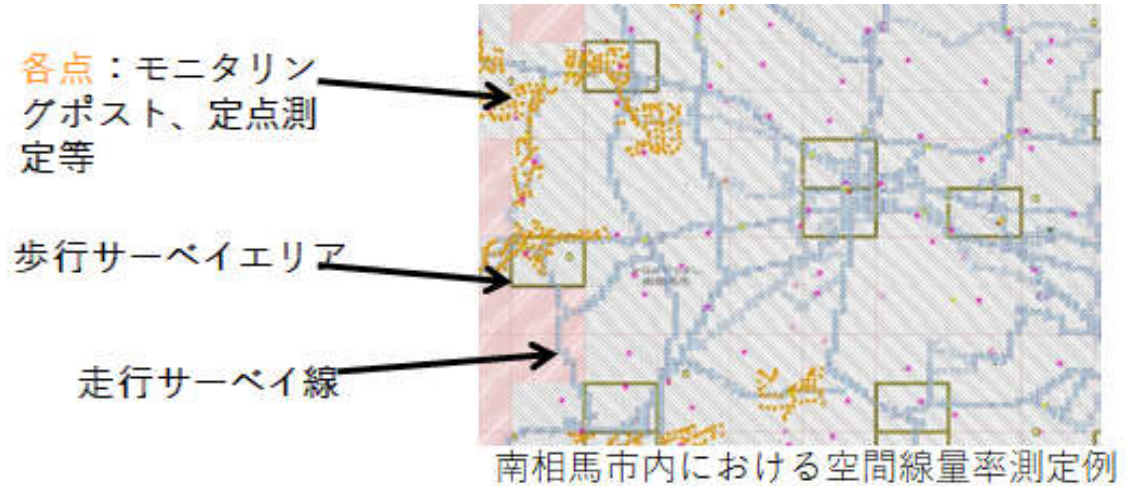 各点：モニタリン
グポスト、定点測
定等
歩行サーベイエリア
走行サーベイ線
南相馬市内における空間線量率測定例